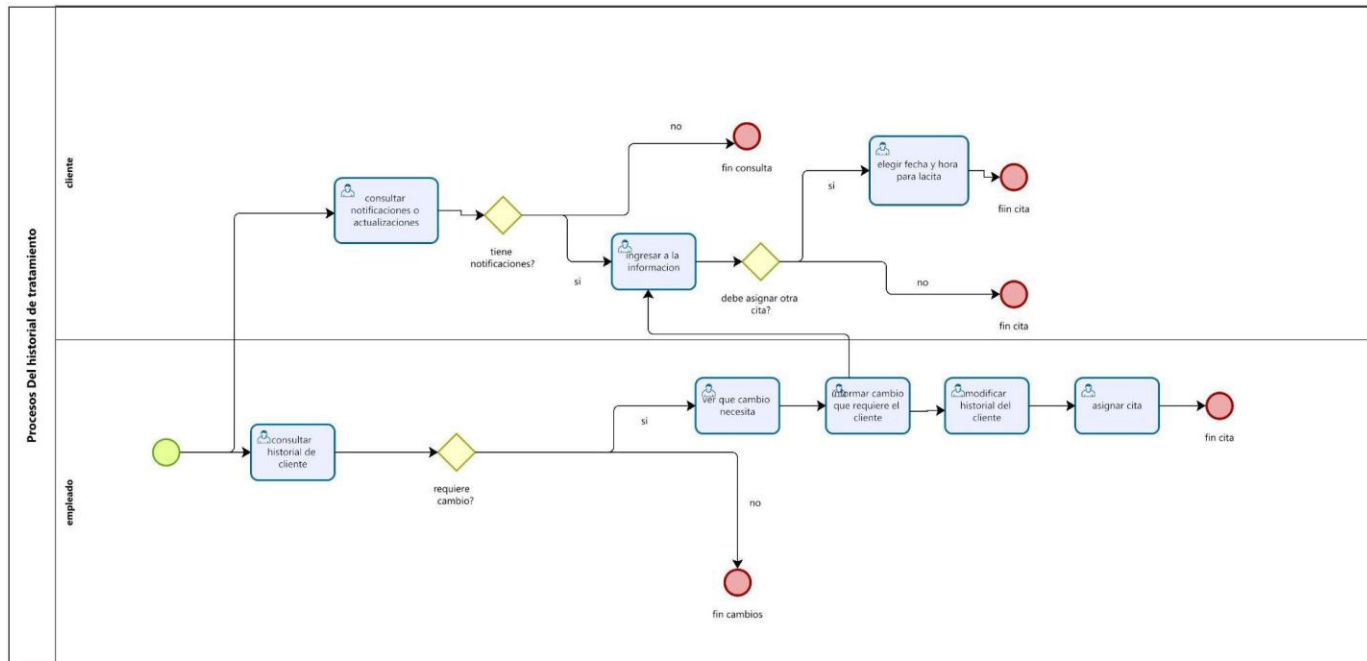 Procesos Del historial de tratamiento
cliente
consultar
notificaciones o
actualizaciones
tiene
notificaciones?
no
fin consulta
si
ingresar a la
informacion
debe asignar otra
cita?
si
elegir fecha y hora
para lacita
fiin cita
no
fin cita
empleado
consultar
historial de
cliente
requiere
cambio?
si
ver que cambio
necesita
informar cambio
que requiere el
cliente
modificar
historial del
cliente
asignar cita
fin cita
no
fin cambios